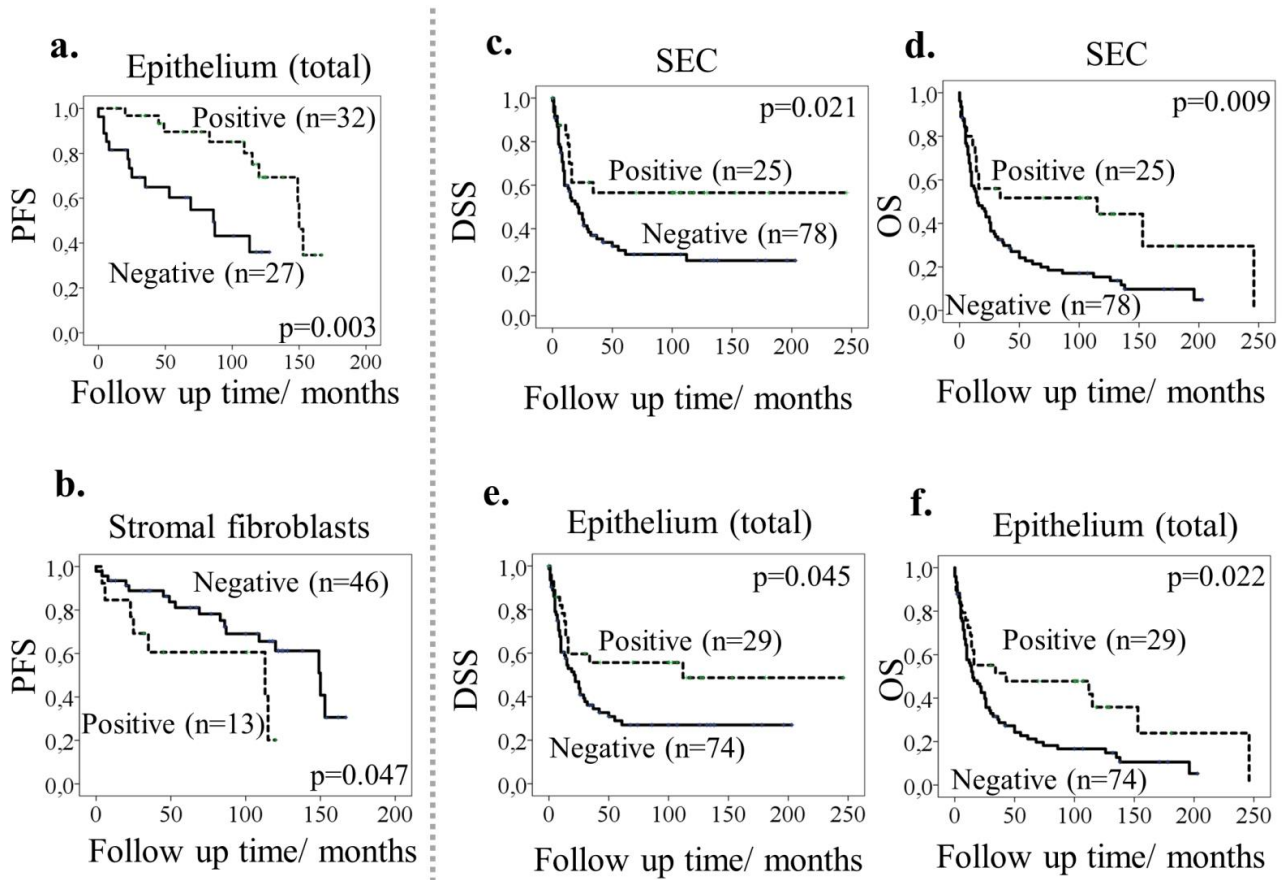 a.
Epithelium (total)
1,0
0,8
0,6
0,4
0,2
0,0
PFS
Positive (n=32)
Negative (n=27)
p=0.003
0 50 100 150 200
Follow up time/ months
b.
Stromal fibroblasts
1,0
0,8
0,6
0,4
0,2
0,0
PFS
Negative (n=46)
Positive (n=13)
p=0.047
0 50 100 150 200
Follow up time/ months
c.
SEC
1,0
0,8
0,6
0,4
0,2
0,0
DSS
p=0.021
Positive (n=25)
Negative (n=78)
0 50 100 150 200 250
Follow up time/ months
d.
SEC
1,0
0,8
0,6
0,4
0,2
0,0
OS
p=0.009
Positive (n=25)
Negative (n=78)
0 50 100 150 200 250
Follow up time/ months
e.
Epithelium (total)
1,0
0,8
0,6
0,4
0,2
0,0
DSS
p=0.045
Positive (n=29)
Negative (n=74)
0 50 100 150 200 250
Follow up time/ months
f.
Epithelium (total)
1,0
0,8
0,6
0,4
0,2
0,0
OS
p=0.022
Positive (n=29)
Negative (n=74)
0 50 100 150 200 250
Follow up time/ months